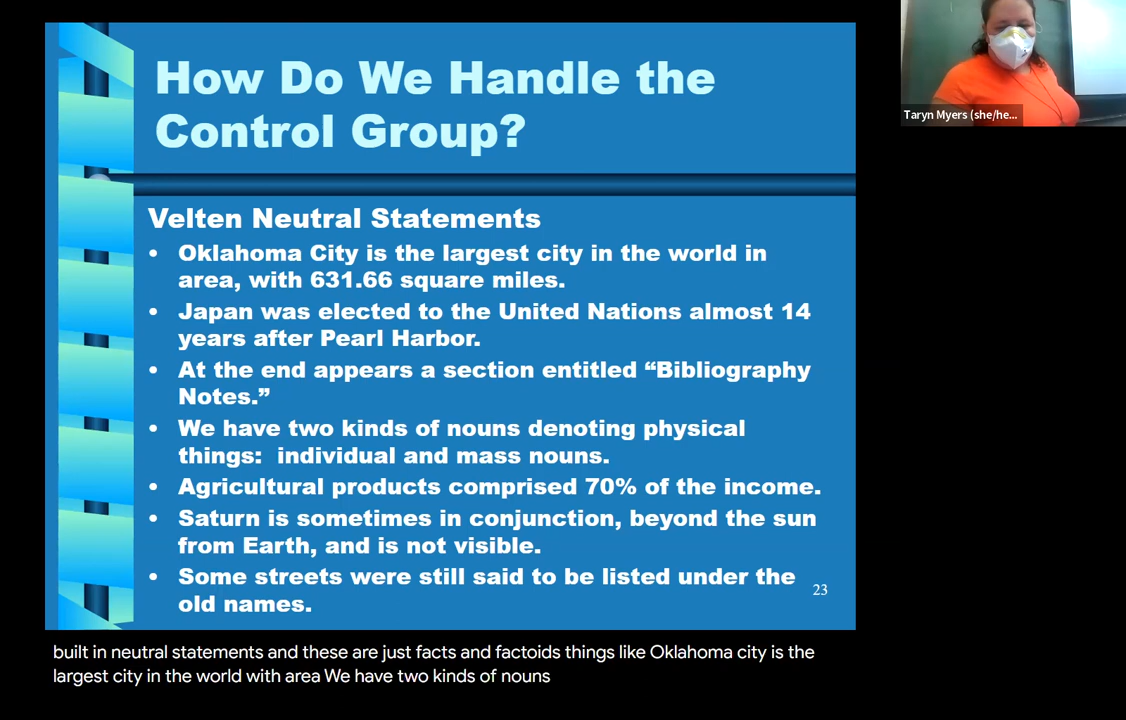 How Do We Handle the
Control Group?
Velten Neutral Statements
• Oklahoma City is the largest city in the world in
area, with 631.66 square miles.
• Japan was elected to the United Nations almost 14
years after Pearl Harbor.
• At the end appears a section entitled “Bibliography
Notes.”
• We have two kinds of nouns denoting physical
things:  individual and mass nouns.
• Agricultural products comprised 70% of the income.
• Saturn is sometimes in conjunction, beyond the sun
from Earth, and is not visible.
• Some streets were still said to be listed under the
old names.
23
Taryn Myers (she/he...
built in neutral statements and these are just facts and factoids things like Oklahoma city is the
largest city in the world with area We have two kinds of nouns